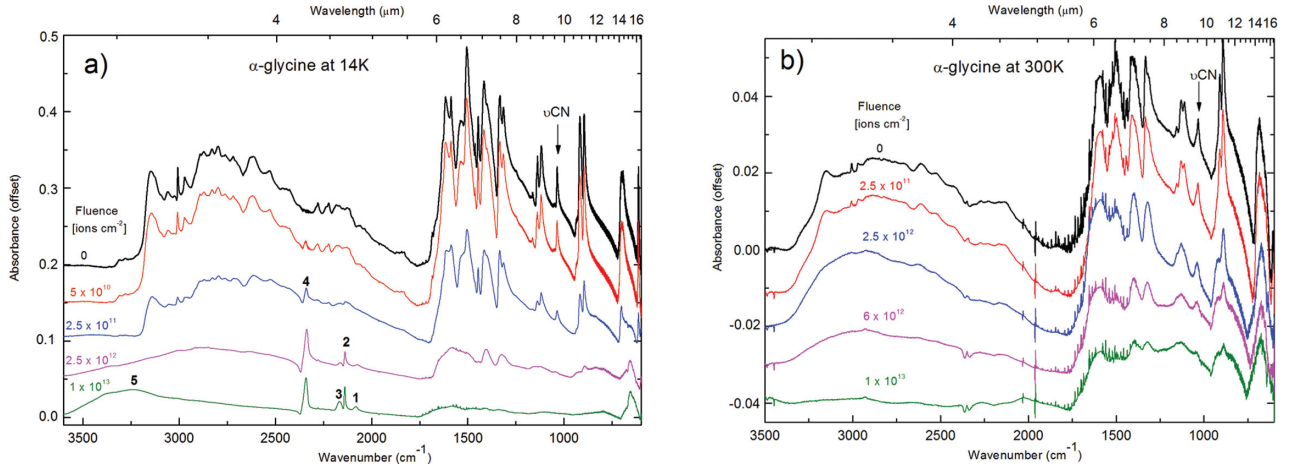 Wavelength (μm)
4 6 8 10 12 14 16
a)
α-glycine at 14K
υCN
Fluence
[ions cm⁻²]
0
5 x 10¹⁰
2.5 x 10¹¹
2.5 x 10¹²
1 x 10¹³
4
2
5
3
1
Absorbance (offset)
0.5
0.4
0.3
0.2
0.1
0.0
3500 3000 2500 2000 1500 1000
Wavenumber (cm⁻¹)
Wavelength (μm)
4 6 8 10 12 14 16
b)
α-glycine at 300K
υCN
Fluence
[ions cm⁻²]
0
2.5 x 10¹¹
2.5 x 10¹²
6 x 10¹²
1 x 10¹³
Absorbance (offset)
0.04
0.02
0.00
-0.02
-0.04
3500 3000 2500 2000 1500 1000
Wavenumber (cm⁻¹)